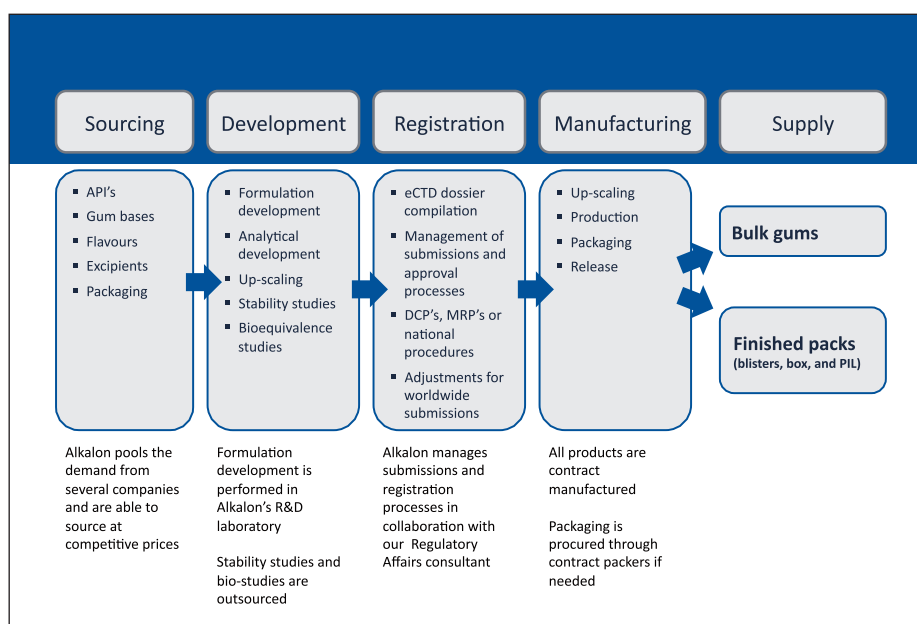 Sourcing
Development
Registration
Manufacturing
Supply
▪ API’s
▪ Gum bases
▪ Flavours
▪ Excipients
▪ Packaging
▪ Formulation
development
▪ Analytical
development
▪ Up-scaling
▪ Stability studies
▪ Bioequivalence
studies
▪ eCTD dossier
compilation
▪ Management of
submissions and
approval
processes
▪ DCP’s, MRP’s or
national
procedures
▪ Adjustments for
worldwide
submissions
▪ Up-scaling
▪ Production
▪ Packaging
▪ Release
Bulk gums
Finished packs
(blisters, box, and PIL)
Alkalon pools the
demand from
several companies
and are able to
source at
competitive prices
Formulation
development is
performed in
Alkalon’s R&D
laboratory
Stability studies and
bio-studies are
outsourced
Alkalon manages
submissions and
registration
processes in
collaboration with
our Regulatory
Affairs consultant
All products are
contract
manufactured
Packaging is
procured through
contract packers if
needed